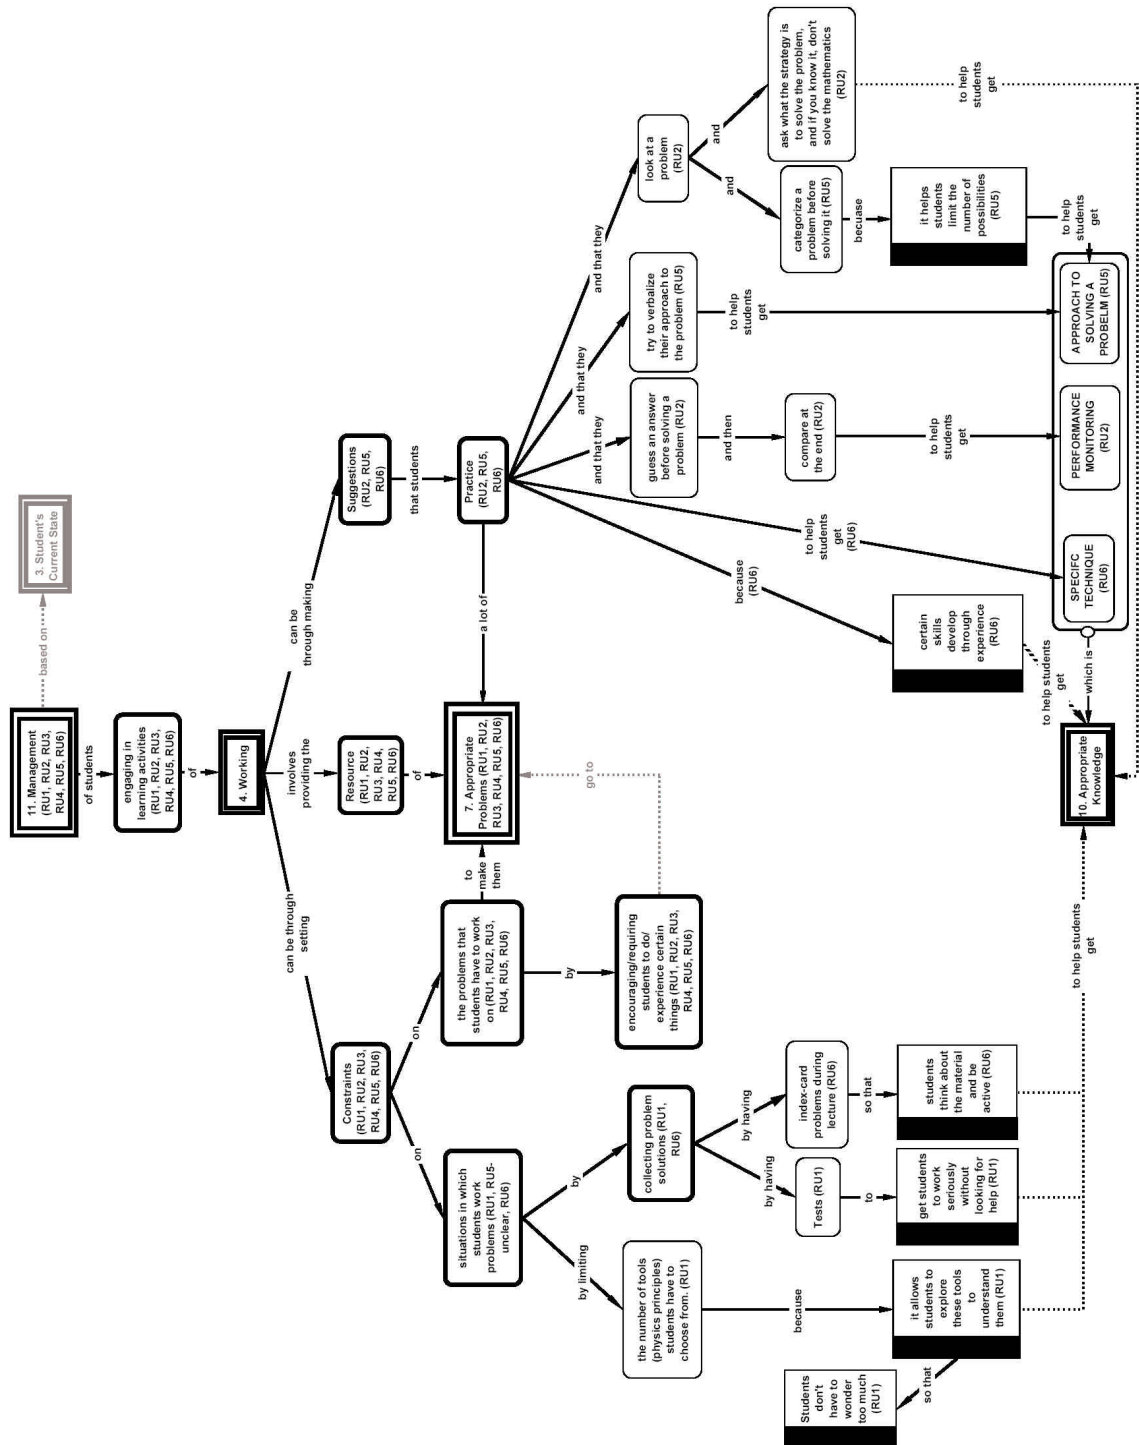 3. Student's
Current State
based on
11. Management
(RU1, RU2, RU3,
RU4, RU5, RU6)
of students
engaging in
learning activities
(RU1, RU2, RU3,
RU4, RU5, RU6)
of
4. Working
can be through
setting
involves
providing the
can be
through making
Constraints
(RU1, RU2, RU3,
RU4, RU5, RU6)
Resource
(RU1, RU2,
RU3, RU4,
RU5, RU6)
Suggestions
(RU2, RU5,
RU6)
on
on
of
that students
situations in which
students work
problems (RU1, RU5-
unclear, RU6)
the problems that
students have to work
on (RU1, RU2, RU3,
RU4, RU5, RU6)
to
make
them
7. Appropriate
Problems (RU1, RU2,
RU3, RU4, RU5, RU6)
a lot of
Practice
(RU2, RU5,
RU6)
by limiting
by
by
go to
because
(RU6)
to help
students
get
(RU6)
and that they
and that they
and that they
the number of tools
(physics principles)
students have to
choose from. (RU1)
collecting problem
solutions (RU1,
RU6)
encouraging/requiring
students to do/
experience certain
things (RU1, RU2, RU3,
RU4, RU5, RU6)
guess an answer
before solving a
problem (RU2)
try to verbalize
their approach to
the problem (RU5)
look at a
problem
(RU2)
because
by having
by having
and then
to help
students
get
and
and
Tests (RU1)
index-card
problems during
lecture (RU6)
compare at
the end (RU2)
categorize a
problem before
solving it (RU5)
ask what the strategy is
to solve the problem,
and if you know it, don't
solve the mathematics
(RU2)
to
so that
to help
students
get
becuase
to help
students
get
Students
don't
have to
wonder
too much
(RU1)
so that
it allows
students to
explore
these tools
to
understand
them (RU1)
get students
to work
seriously
without
looking for
help (RU1)
students
think about
the material
and be
active (RU6)
certain
skills
develop
through
experience
(RU6)
it helps
students
limit the
number of
possibilities
(RU5)
to help students
get
to help students
get
to help
students
get
SPECIFC
TECHNIQUE
(RU6)
PERFORMANCE
MONITORING
(RU2)
APPROACH TO
SOLVING A
PROBELM (RU5)
which is
10. Appropriate
Knowledge